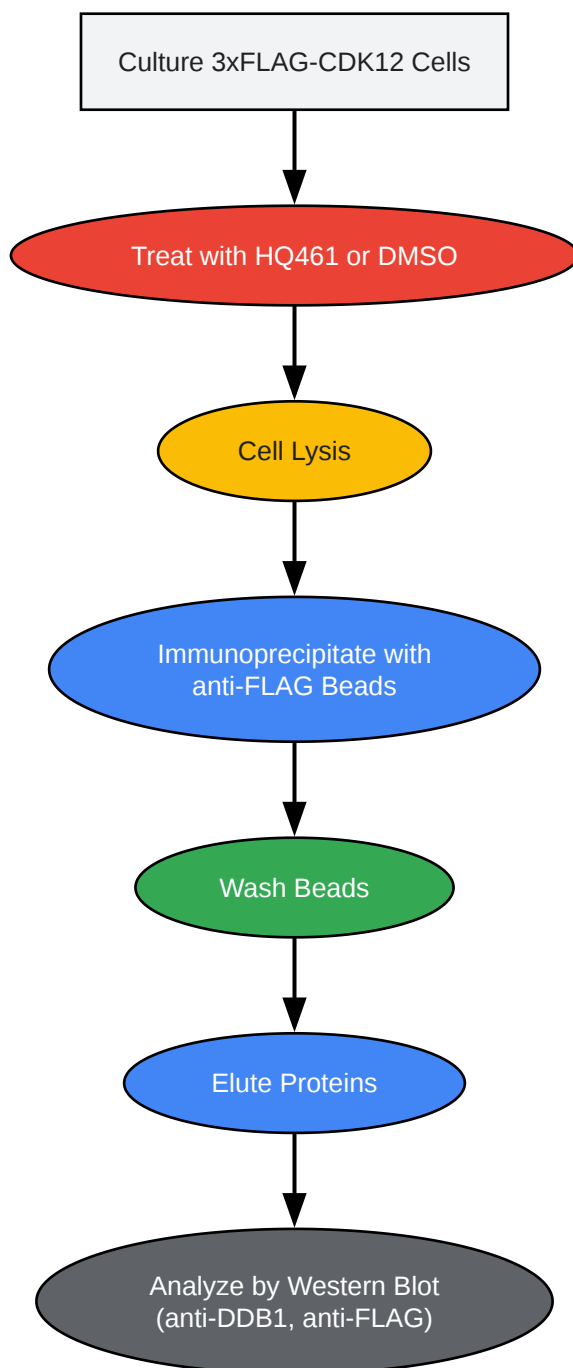 Culture 3xFLAG-CDK12 Cells
Treat with HQ461 or DMSO
Cell Lysis
Immunoprecipitate with
anti-FLAG Beads
Wash Beads
Elute Proteins
Analyze by Western Blot
(anti-DDB1, anti-FLAG)